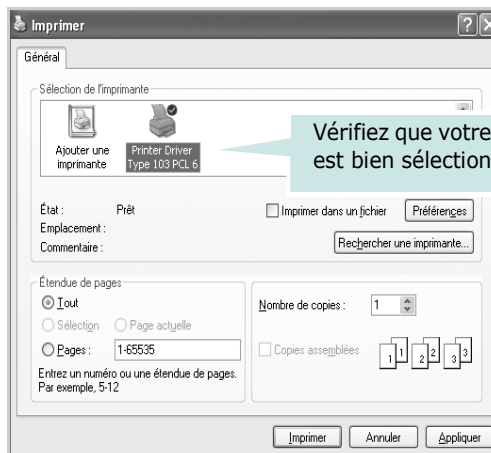 Imprimer
Général
Sélection de l'imprimante
Ajouter une
imprimante
Printer Driver
Type 103 PCL 6
Vérifiez que votre
est bien sélection
État :
Prêt
Imprimer dans un fichier
Préférences
Emplacement :
Commentaire :
Rechercher une imprimante...
Étendue de pages
Tout
Sélection
Page actuelle
Pages :
1-65535
Entrez un numéro ou une étendue de pages.
Par exemple, 5-12
Nombre de copies :
1
Copies assemblées
1 1 2 2 3 3
Imprimer
Annuler
Appliquer